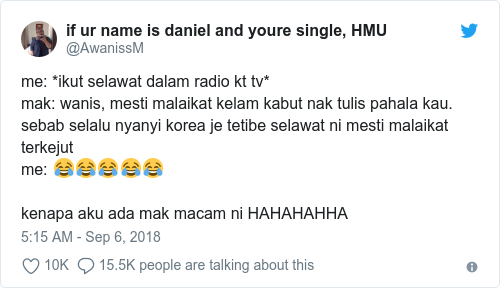 if ur name is daniel and youre single, HMU
@AwanissM
me: *ikut selawat dalam radio kt tv*
mak: wanis, mesti malaikat kelam kabut nak tulis pahala kau.
sebab selalu nyanyi korea je tetibe selawat ni mesti malaikat
terkejut
me: 😂😂😂😂😂
kenapa aku ada mak macam ni HAHAHAHHA
5:15 AM - Sep 6, 2018
10K 15.5K people are talking about this